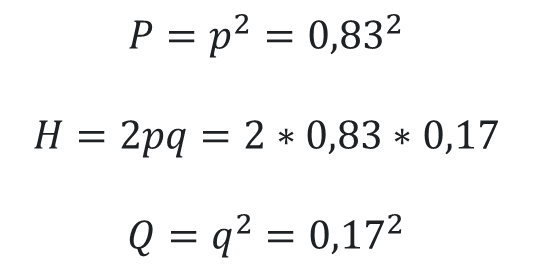 P = p² = 0,83²
H = 2pq = 2 * 0,83 * 0,17
Q = q² = 0,17²